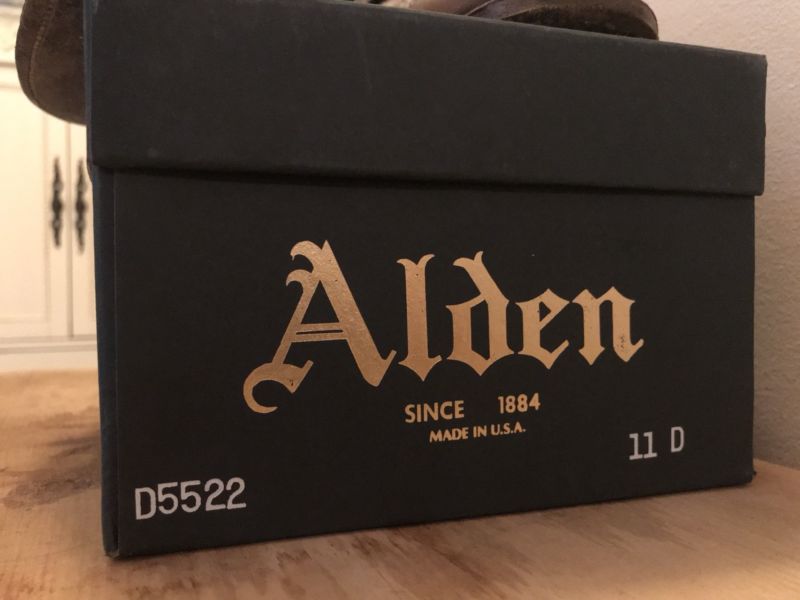 Alden
SINCE 1884
MADE IN U.S.A.
11 D
D5522